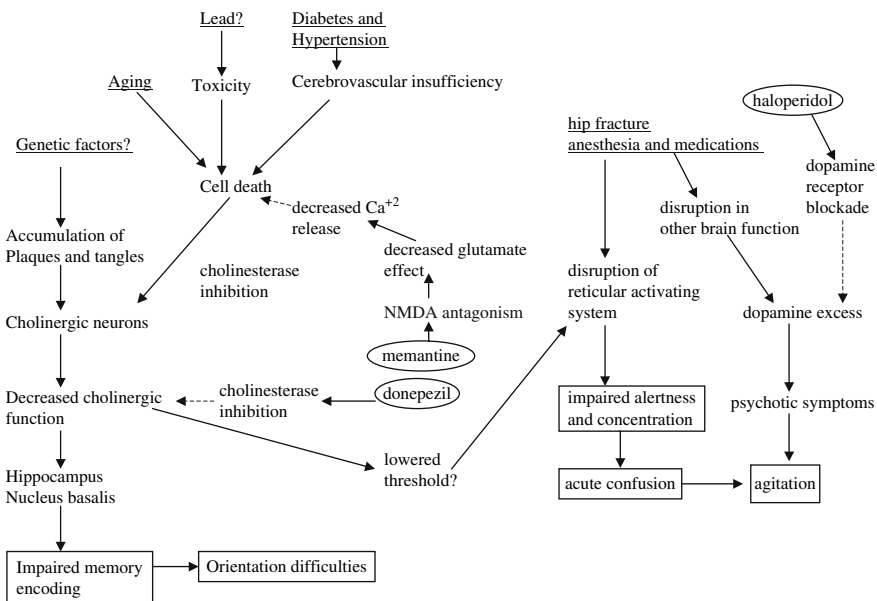 Lead?
Diabetes and
Hypertension
Aging
Toxicity
Cerebrovascular insufficiency
haloperidol
Genetic factors?
hip fracture
anesthesia and medications
Cell death
dopamine
receptor
blockade
decreased Ca+2
release
disruption in
other brain function
Accumulation of
Plaques and tangles
decreased glutamate
effect
cholinesterase
inhibition
disruption of
reticular activating
system
Cholinergic neurons
NMDA antagonism
dopamine excess
memantine
Decreased cholinergic
function
cholinesterase
inhibition
donepezil
impaired alertness
and concentration
psychotic symptoms
lowered
threshold?
Hippocampus
Nucleus basalis
acute confusion
agitation
Impaired memory
encoding
Orientation difficulties